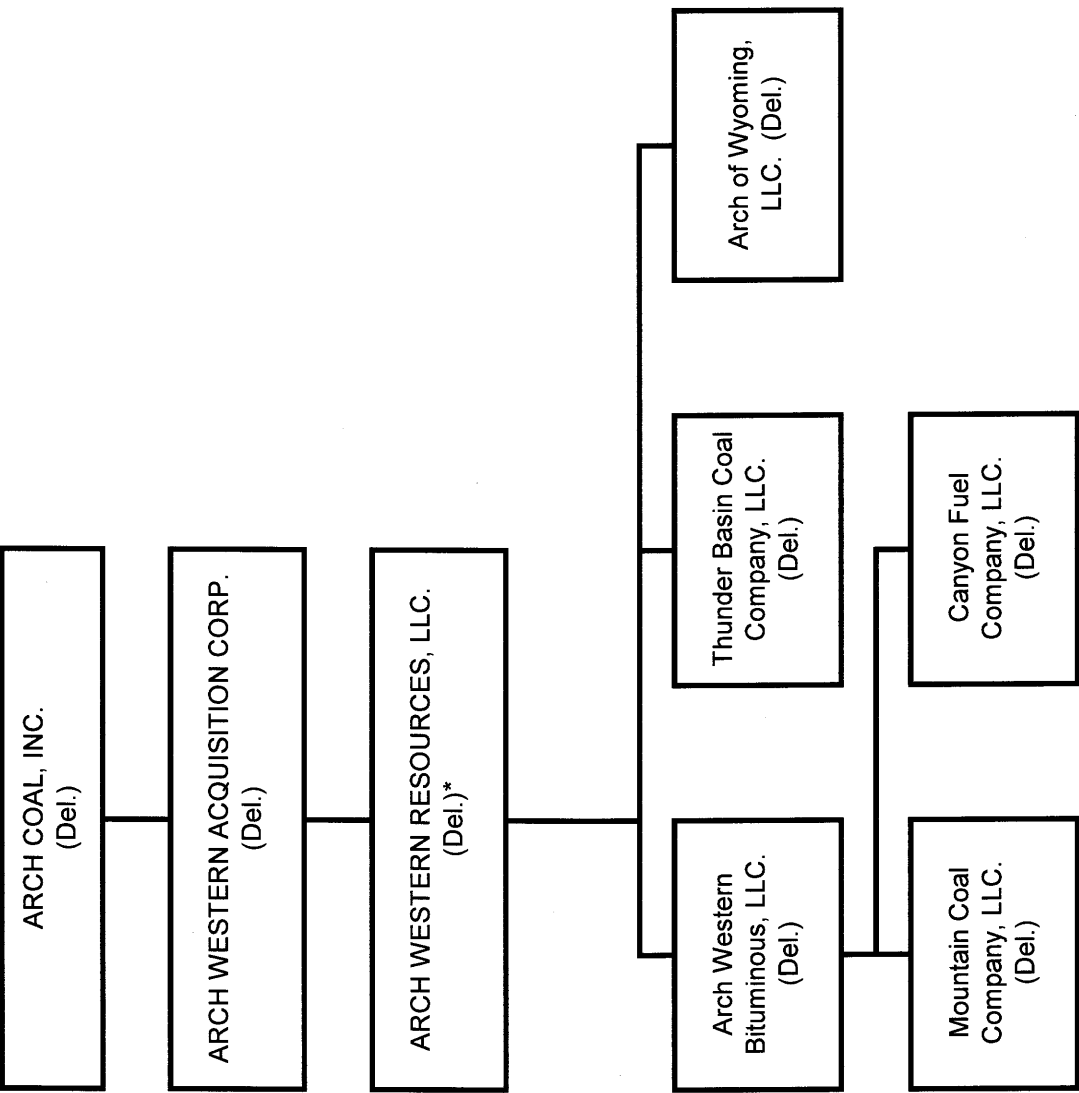 ARCH COAL, INC.
(Del.)
ARCH WESTERN ACQUISITION CORP.
(Del.)
ARCH WESTERN RESOURCES, LLC.
(Del.)*
Arch Western
Bituminous, LLC.
(Del.)
Thunder Basin Coal
Company, LLC.
(Del.)
Arch of Wyoming,
LLC. (Del.)
Mountain Coal
Company, LLC.
(Del.)
Canyon Fuel
Company, LLC.
(Del.)